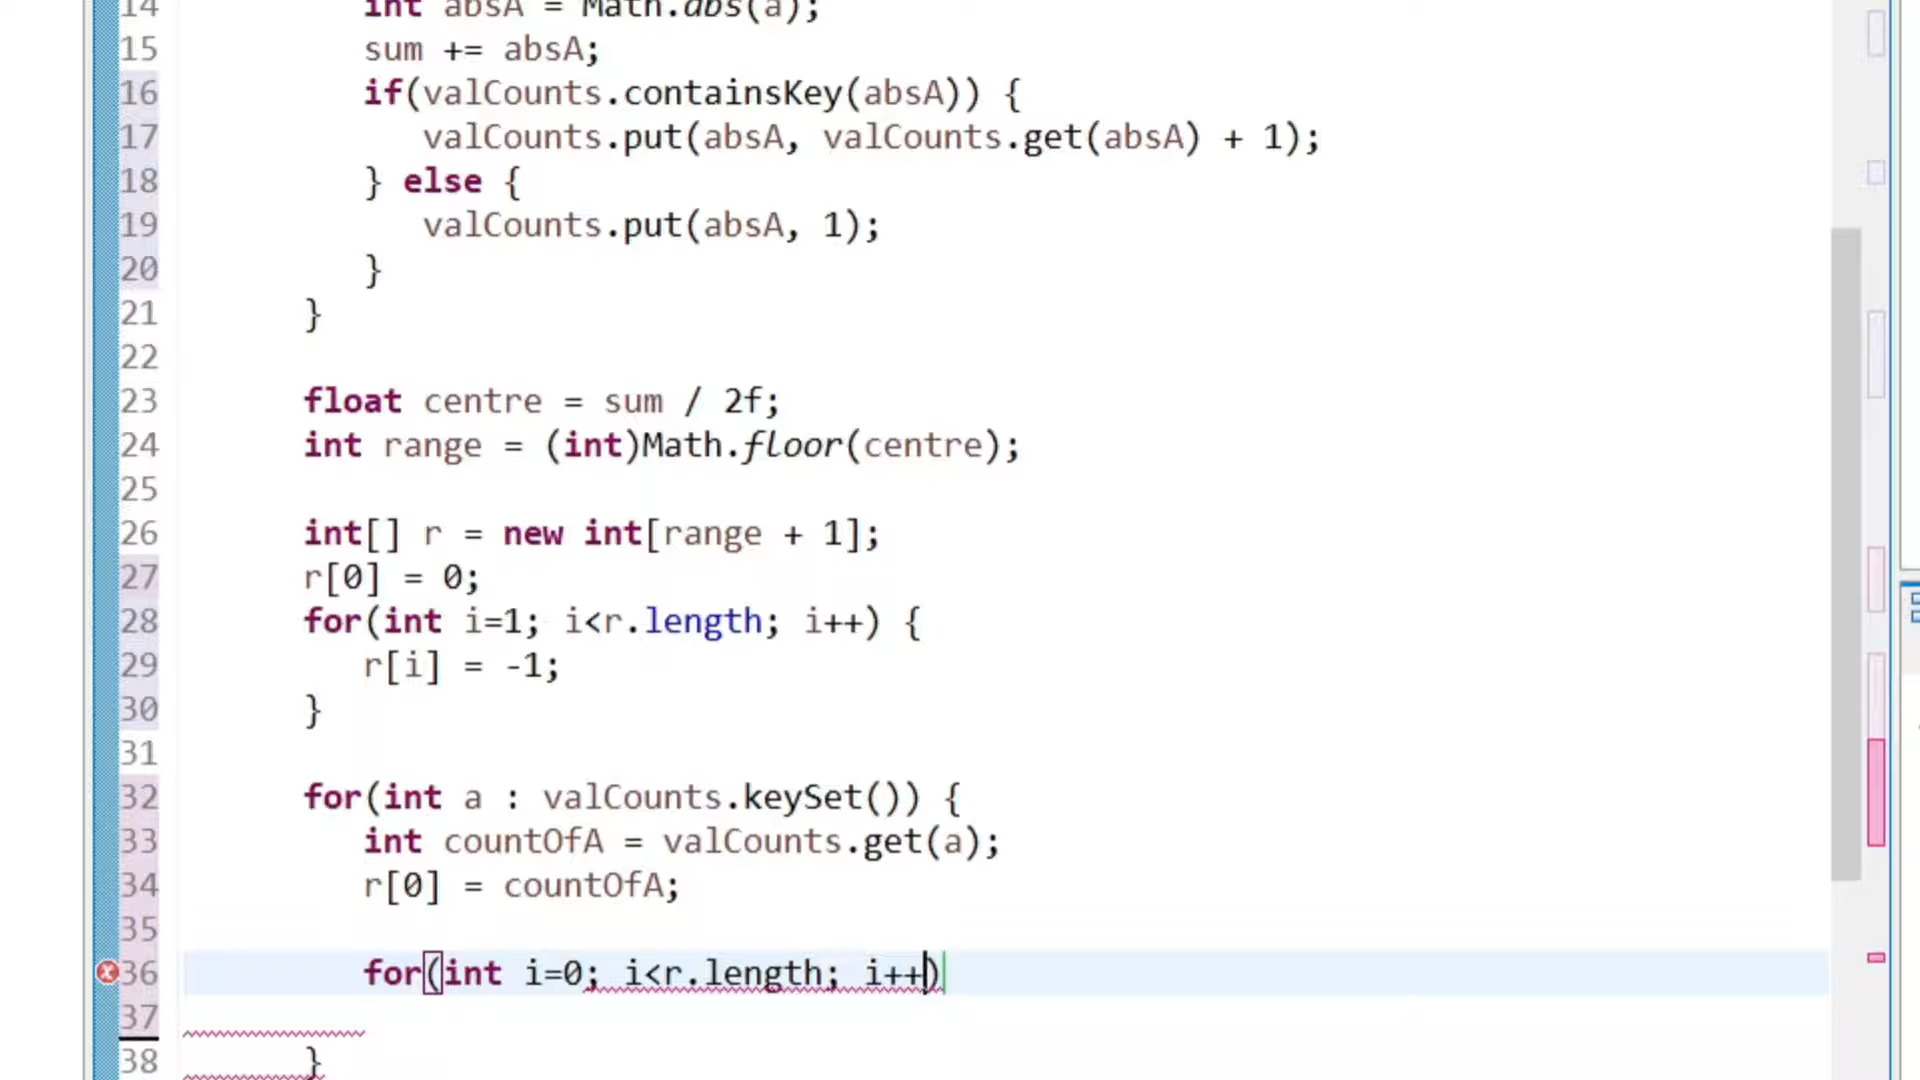 14 int absA = Math.abs(a);
15 sum += absA;
16 if(valCounts.containsKey(absA)) {
17 valCounts.put(absA, valCounts.get(absA) + 1);
18 } else {
19 valCounts.put(absA, 1);
20 }
21 }
22
23 float centre = sum / 2f;
24 int range = (int)Math.floor(centre);
25
26 int[] r = new int[range + 1];
27 r[0] = 0;
28 for(int i=1; i<r.length; i++) {
29 r[i] = -1;
30 }
31
32 for(int a : valCounts.keySet()) {
33 int countOfA = valCounts.get(a);
34 r[0] = countOfA;
35
36 for(int i=0; i<r.length; i++)
37
38 }